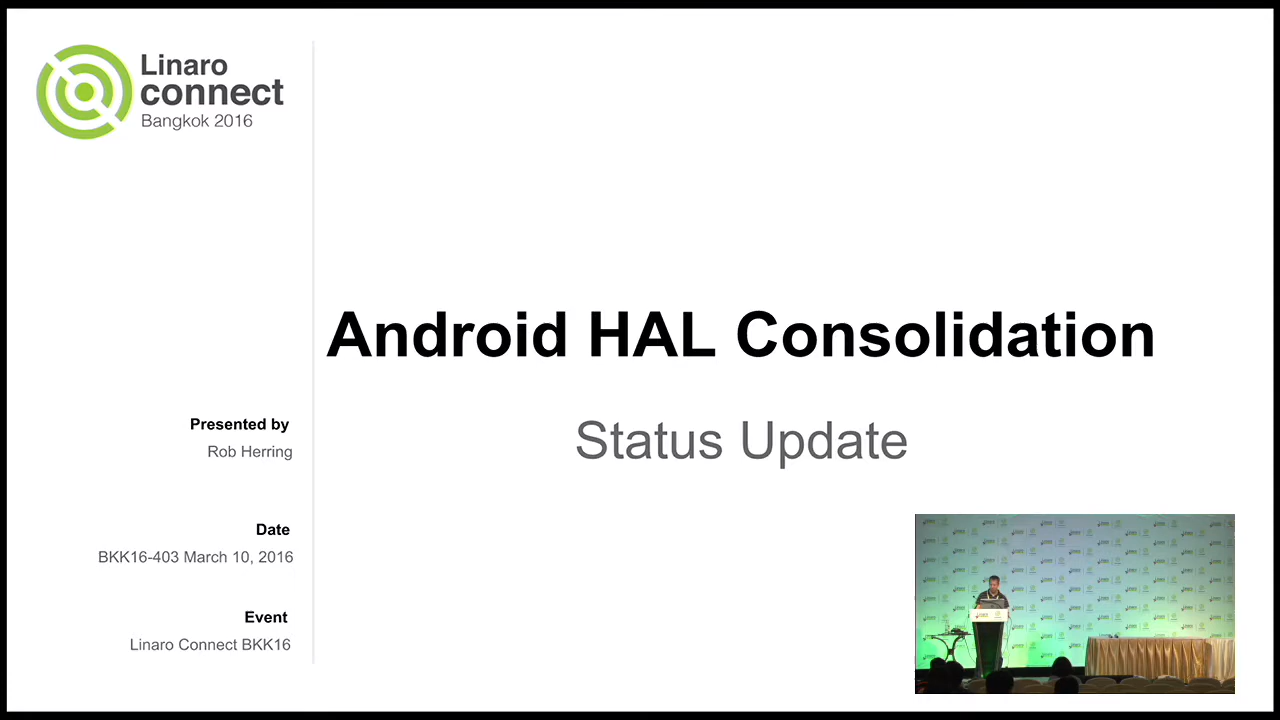 Linaro
connect
Bangkok 2016
Android HAL Consolidation
Status Update
Presented by
Rob Herring
Date
BKK16-403 March 10, 2016
Event
Linaro Connect BKK16